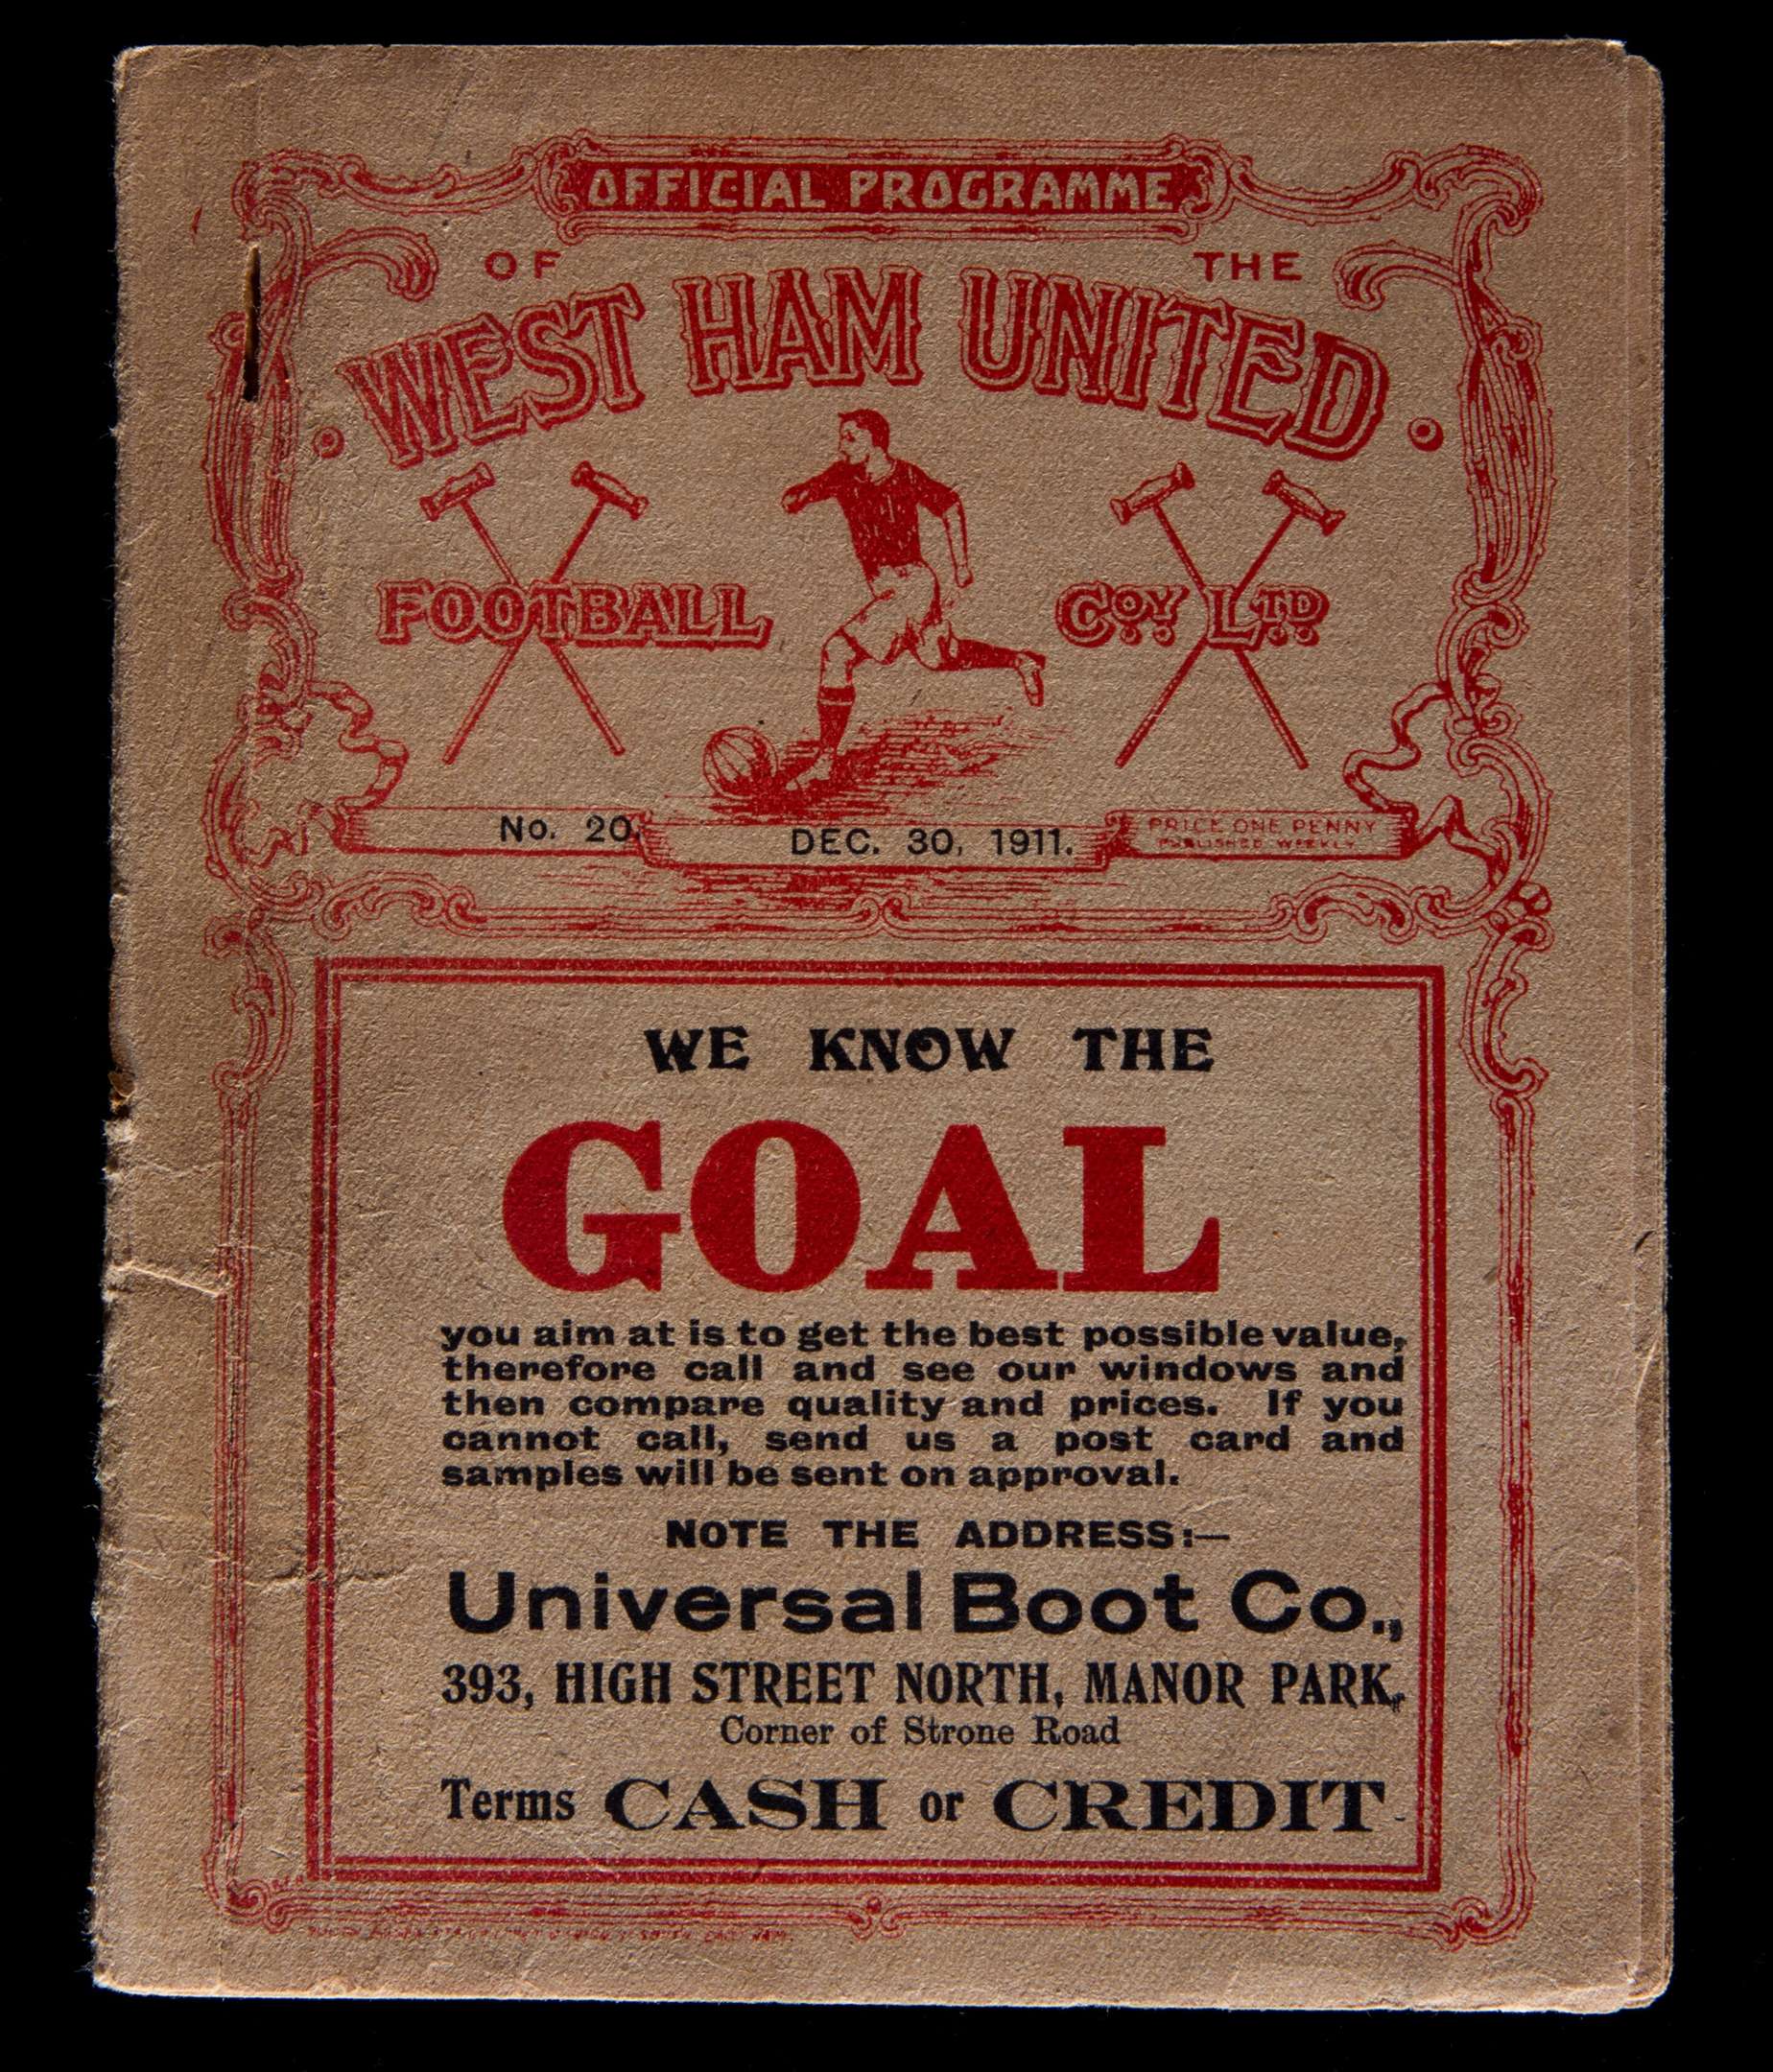 OFFICIAL PROGRAMME
OF THE
WEST HAM UNITED
FOOTBALL COY LTD
No. 20. DEC. 30, 1911. PRICE ONE PENNY
PUBLISHED WEEKLY
WE KNOW THE
GOAL
you aim at is to get the best possible value,
therefore call and see our windows and
then compare quality and prices. If you
cannot call, send us a post card and
samples will be sent on approval.
NOTE THE ADDRESS:—
Universal Boot Co.,
393, HIGH STREET NORTH, MANOR PARK,
Corner of Strone Road
Terms CASH or CREDIT